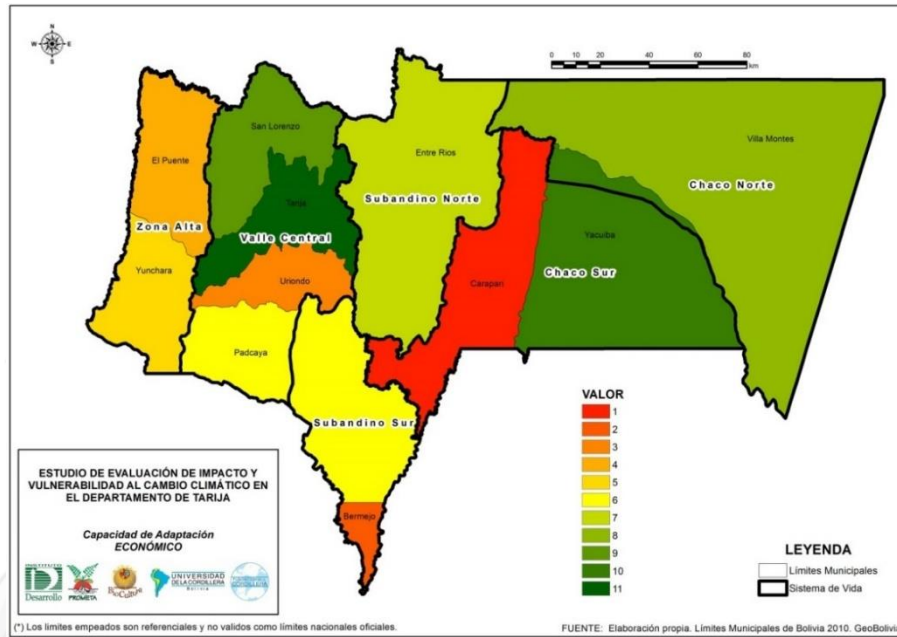 N
W E
S
0 10 20 40 60 80
km
San Lorenzo
El Puente
Entre Rios
Villa Montes
Subandino Norte
Chaco Norte
Tarija
Zona Alta
Valle Central
Yacuiba
Yunchara
Chaco Sur
Uriondo
Carapari
Padcaya
Subandino Sur
Bermejo
VALOR
1
2
3
4
5
6
7
8
9
10
11
ESTUDIO DE EVALUACIÓN DE IMPACTO Y
VULNERABILIDAD AL CAMBIO CLIMÁTICO EN
EL DEPARTAMENTO DE TARIJA
Capacidad de Adaptación
ECONÓMICO
Desarrollo
PROMETA
UNIVERSIDAD
DE LA CORDILLERA
LEYENDA
Límites Municipales
Sistema de Vida
(*) Los limites empeados son referenciales y no validos como límites nacionales oficiales.
FUENTE: Elaboración propia. Límites Municipales de Bolivia 2010. GeoBolivia